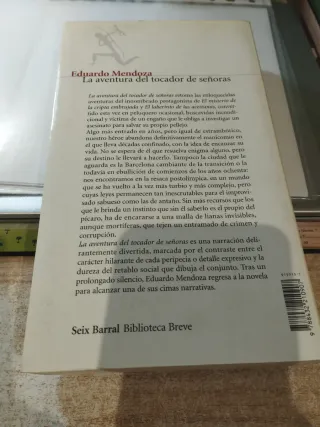 Eduardo Mendoza
La aventura del tocador de señoras
La aventura del tocador de señoras retoma las enloquecidas
aventuras del innombrado protagonista de El misterio de
la cripta embrujada y El laberinto de las aceitunas, conver-
tido esta vez en peluquero ocasional, buscavidas incondi-
cional y víctima de un engaño que le obliga a investigar un
asesinato para salvar su propio pellejo.
Algo más entrado en años, pero igual de estrambótico,
nuestro héroe abandona definitivamente el manicomio en
el que lleva décadas confinado, con la idea de encauzar su
vida. No se espera de él que resuelva enigma alguno, pero
su destino le llevará a hacerlo. Tampoco la ciudad que le
aguarda es la Barcelona cambiante de la transición o la
todavía en ebullición de comienzos de los años ochenta:
nos encontramos en la resaca postolímpica, en un mundo
que se ha vuelto a la vez más turbio y más complejo, pero
cuyas leyes permanecen tan inescrutables para el improvi-
sado sabueso como las de antaño. Sin más recursos que los
que le brinda un instinto que sin él saberlo es el propio del
pícaro, ha de encararse a una malla de lianas invisibles,
aunque mortíferas, que tejen un entramado de crimen y
corrupción.
La aventura del tocador de señoras es una narración deli-
rantemente divertida, marcada por el contraste entre el
carácter hilarante de cada peripecia o detalle expresivo y la
dureza del retablo social que dibuja el conjunto. Tras un
prolongado silencio, Eduardo Mendoza regresa a la novela
para alcanzar una de sus cimas narrativas.
Seix Barral Biblioteca Breve